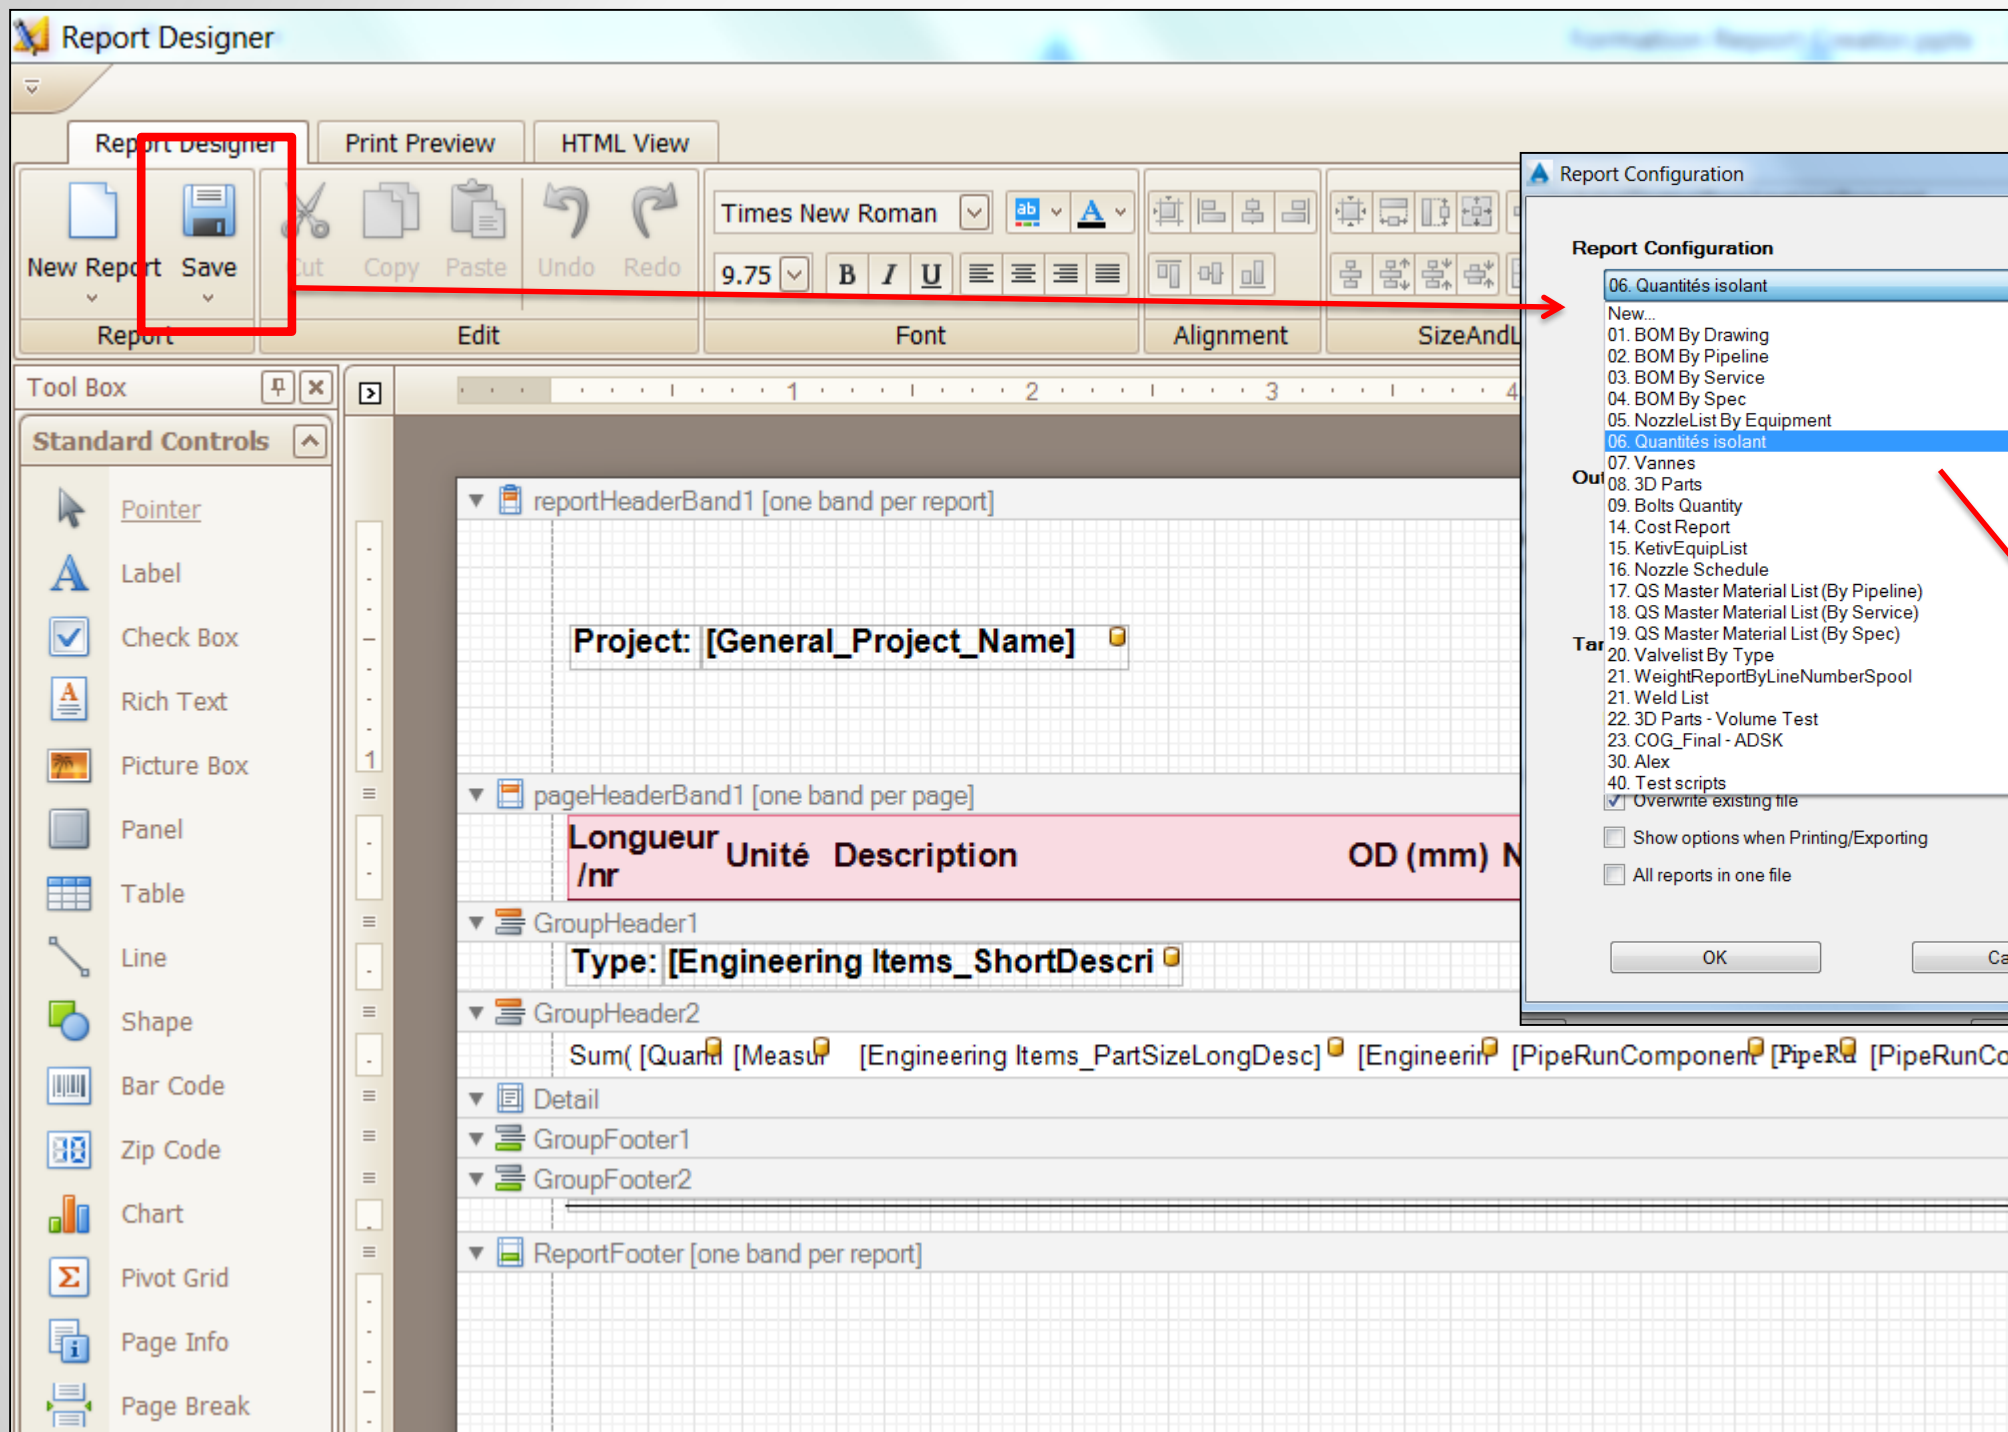 Report Designer
Report Designer
Print Preview
HTML View
New Report
Save
Cut
Copy
Paste
Undo
Redo
Times New Roman
9.75
B I U
Report
Edit
Font
Alignment
SizeAndL
Tool Box
Standard Controls
Pointer
Label
Check Box
Rich Text
Picture Box
Panel
Table
Line
Shape
Bar Code
Zip Code
Chart
Pivot Grid
Page Info
Page Break
1 2 3 4
1
reportHeaderBand1 [one band per report]
Project: [General_Project_Name]
pageHeaderBand1 [one band per page]
Longueur /nr Unité Description OD (mm) N
GroupHeader1
Type: [Engineering Items_ShortDescri
GroupHeader2
Sum( [Quant [Measur [Engineering Items_PartSizeLongDesc] [Engineerin [PipeRunComponen [PipeRu [PipeRunCo
Detail
GroupFooter1
GroupFooter2
ReportFooter [one band per report]
Report Configuration
Report Configuration
06. Quantités isolant
New...
01. BOM By Drawing
02. BOM By Pipeline
03. BOM By Service
04. BOM By Spec
05. NozzleList By Equipment
06. Quantités isolant
07. Vannes
08. 3D Parts
09. Bolts Quantity
14. Cost Report
15. KetivEquipList
16. Nozzle Schedule
17. QS Master Material List (By Pipeline)
18. QS Master Material List (By Service)
19. QS Master Material List (By Spec)
20. Valvelist By Type
21. WeightReportByLineNumberSpool
21. Weld List
22. 3D Parts - Volume Test
23. COG_Final - ADSK
30. Alex
40. Test scripts
Out
Tar
Overwrite existing file
Show options when Printing/Exporting
All reports in one file
OK
Ca